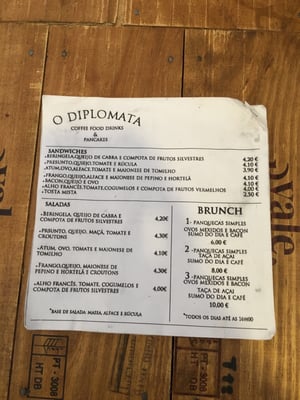 O DIPLOMATA
COFFEE FOOD DRINKS
&
PANCAKES
SANDWICHES
•BERINGELA,QUEIJO DE CABRA E COMPOTA DE FRUTOS SILVESTRES 4,20 €
•PRESUNTO,QUEIJO,TOMATE E RÚCULA 4,10 €
•ATUM,OVO,ALFACE,TOMATE E MAIONESE DE TOMILHO 3,90 €
•FRANGO,QUEIJO,ALFACE E MAIONESE DE PEPINO E HORTELÃ 4,10 €
•BACON,QUEIJO E OVO 4,10 €
•ALHO FRANCÊS,TOMATE,COGUMELOS E COMPOTA DE FRUTOS VERMELHOS 4,00 €
•TOSTA MISTA 2,50 €
SALADAS
•BERINGELA, QUEIJO DE CABRA E
COMPOTA DE FRUTOS SILVESTRES 4,20€
•PRSUNTO, QUEIJO, MAÇÃ, TOMATE E
CROUTONS 4,30€
•ATUM, OVO, TOMATE E MAIONESE DE
TOMILHO 4,10€
•FRANGO,QUEIJO, MAIONESE DE
PEPINO E HORTELÃ E CROUTONS 4,30€
•ALHO FRANCÊS, TOMATE, COGUMELOS E
COMPOTA DE FRUTOS SILVESTRES 4,00€
*BASE DE SALADA: MASSA, ALFACE E RÚCULA
BRUNCH
1- PANQUECAS SIMPLES
OVOS MEXIDOS E BACON
SUMO DO DIA E CAFÉ
6.00 €
2- PANQUECAS SIMPLES
TAÇA DE AÇAI
SUMO DO DIA E CAFÉ
8.00 €
3- PANQUECAS SIMPLES
OVOS MEXIDOS E BACON
TAÇA DE AÇAI
SUMO DO DIA E CAFÉ
10,00 €
*TODOS OS DIAS ATÉ AS 16H00
PT - 3008
HT DB
PT - 3008
HT DB